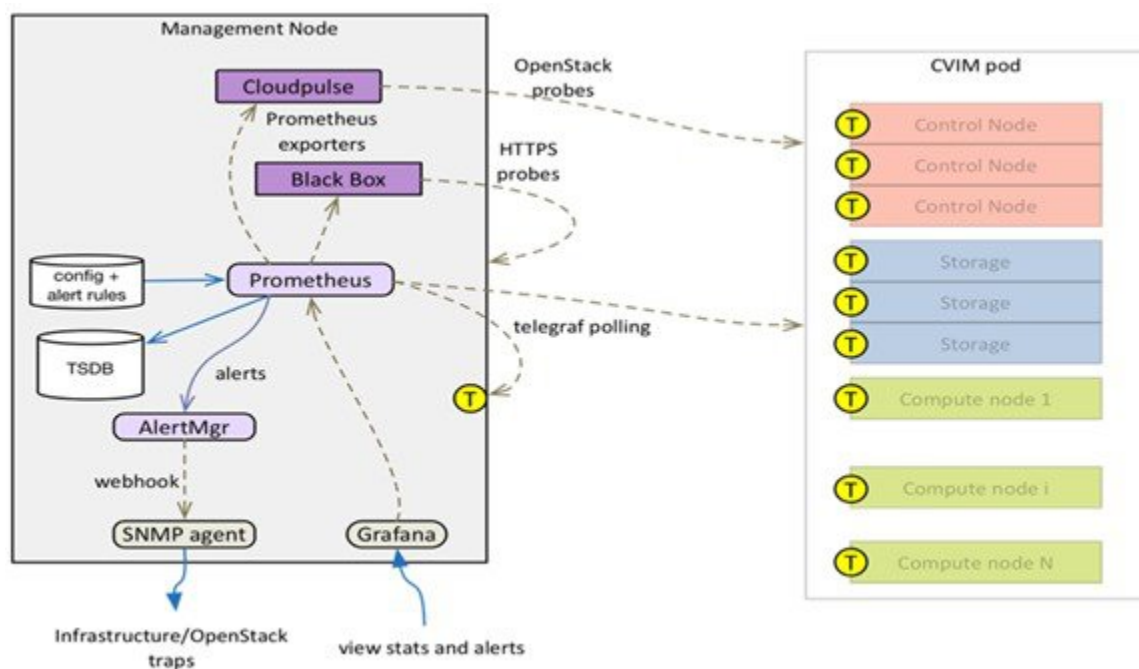 Management Node
Cloudpulse
OpenStack
probes
Prometheus
exporters
Black Box
HTTPS
probes
config +
alert rules
Prometheus
TSDB
telegraf polling
alerts
T
AlertMgr
webhook
SNMP agent
Grafana
Infrastructure/OpenStack
traps
view stats and alerts
CVIM pod
T Control Node
T Control Node
T Control Node
T Storage
T Storage
T Storage
T Compute node 1
T Compute node i
T Compute node N